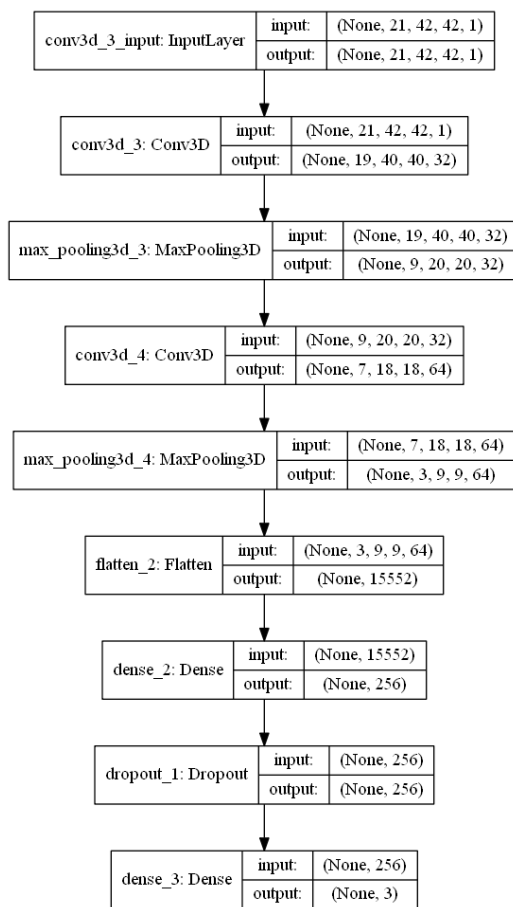 conv3d_3_input: InputLayer
input: (None, 21, 42, 42, 1)
output: (None, 21, 42, 42, 1)
conv3d_3: Conv3D
input: (None, 21, 42, 42, 1)
output: (None, 19, 40, 40, 32)
max_pooling3d_3: MaxPooling3D
input: (None, 19, 40, 40, 32)
output: (None, 9, 20, 20, 32)
conv3d_4: Conv3D
input: (None, 9, 20, 20, 32)
output: (None, 7, 18, 18, 64)
max_pooling3d_4: MaxPooling3D
input: (None, 7, 18, 18, 64)
output: (None, 3, 9, 9, 64)
flatten_2: Flatten
input: (None, 3, 9, 9, 64)
output: (None, 15552)
dense_2: Dense
input: (None, 15552)
output: (None, 256)
dropout_1: Dropout
input: (None, 256)
output: (None, 256)
dense_3: Dense
input: (None, 256)
output: (None, 3)